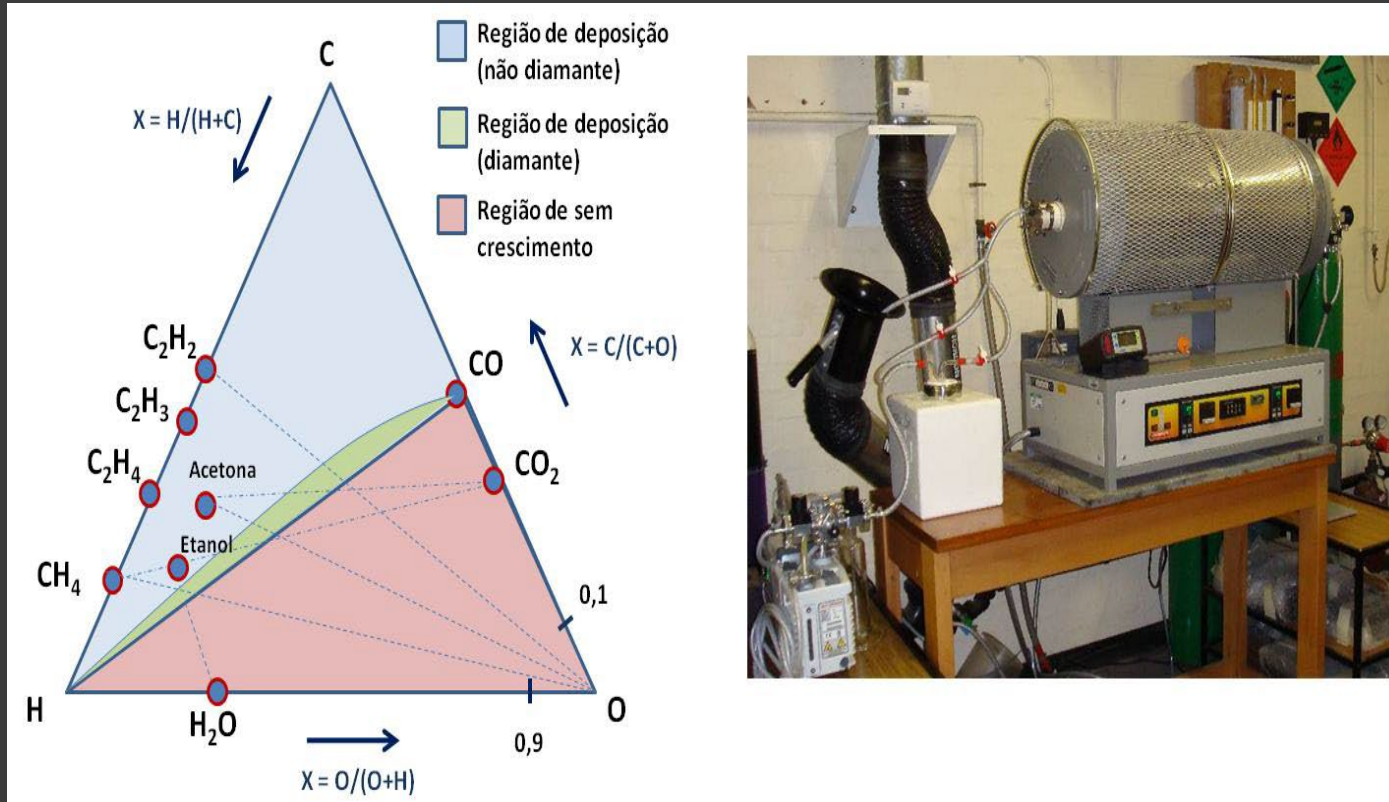 C
X = H/(H+C)
Região de deposição
(não diamante)
Região de deposição
(diamante)
Região de sem
crescimento
X = C/(C+O)
C₂H₂
CO
C₂H₃
C₂H₄
Acetona
CO₂
Etanol
CH₄
0,1
H
H₂O
O
0,9
X = O/(O+H)